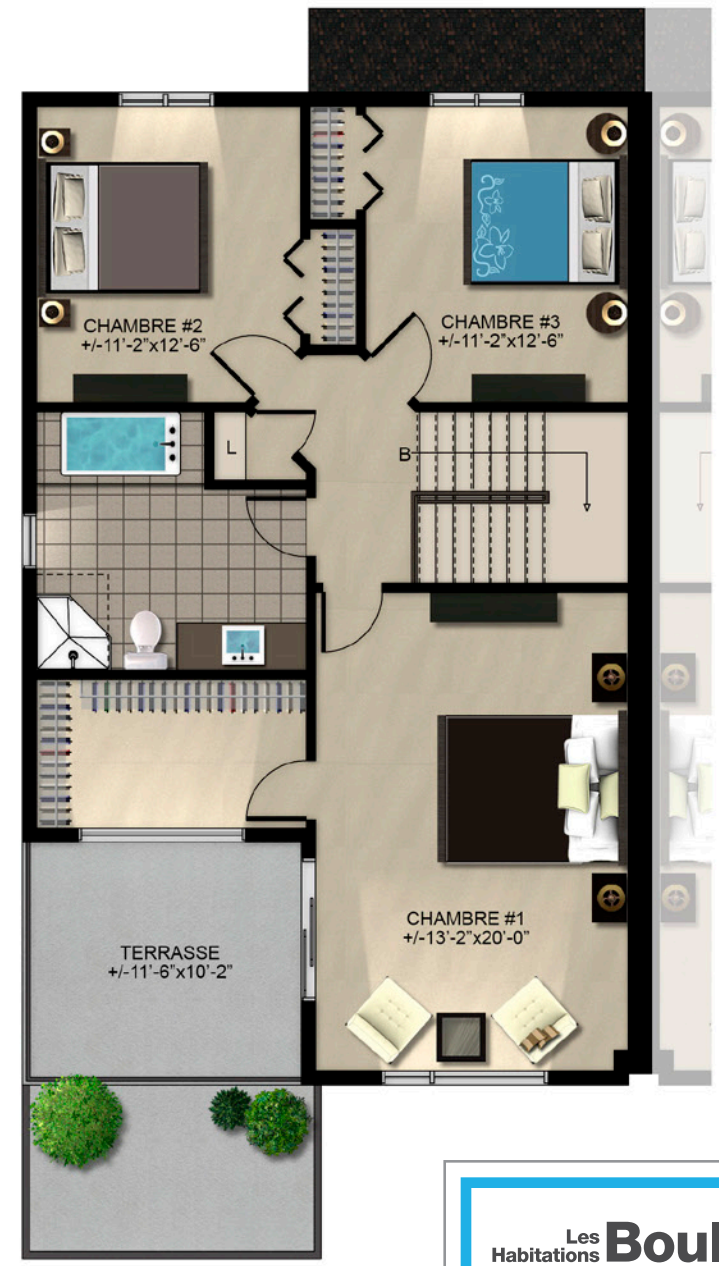 CHAMBRE #2
+/-11'-2"x12'-6"
CHAMBRE #3
+/-11'-2"x12'-6"
L
B
CHAMBRE #1
+/-13'-2"x20'-0"
TERRASSE
+/-11'-6"x10'-2"
Les
Habitations